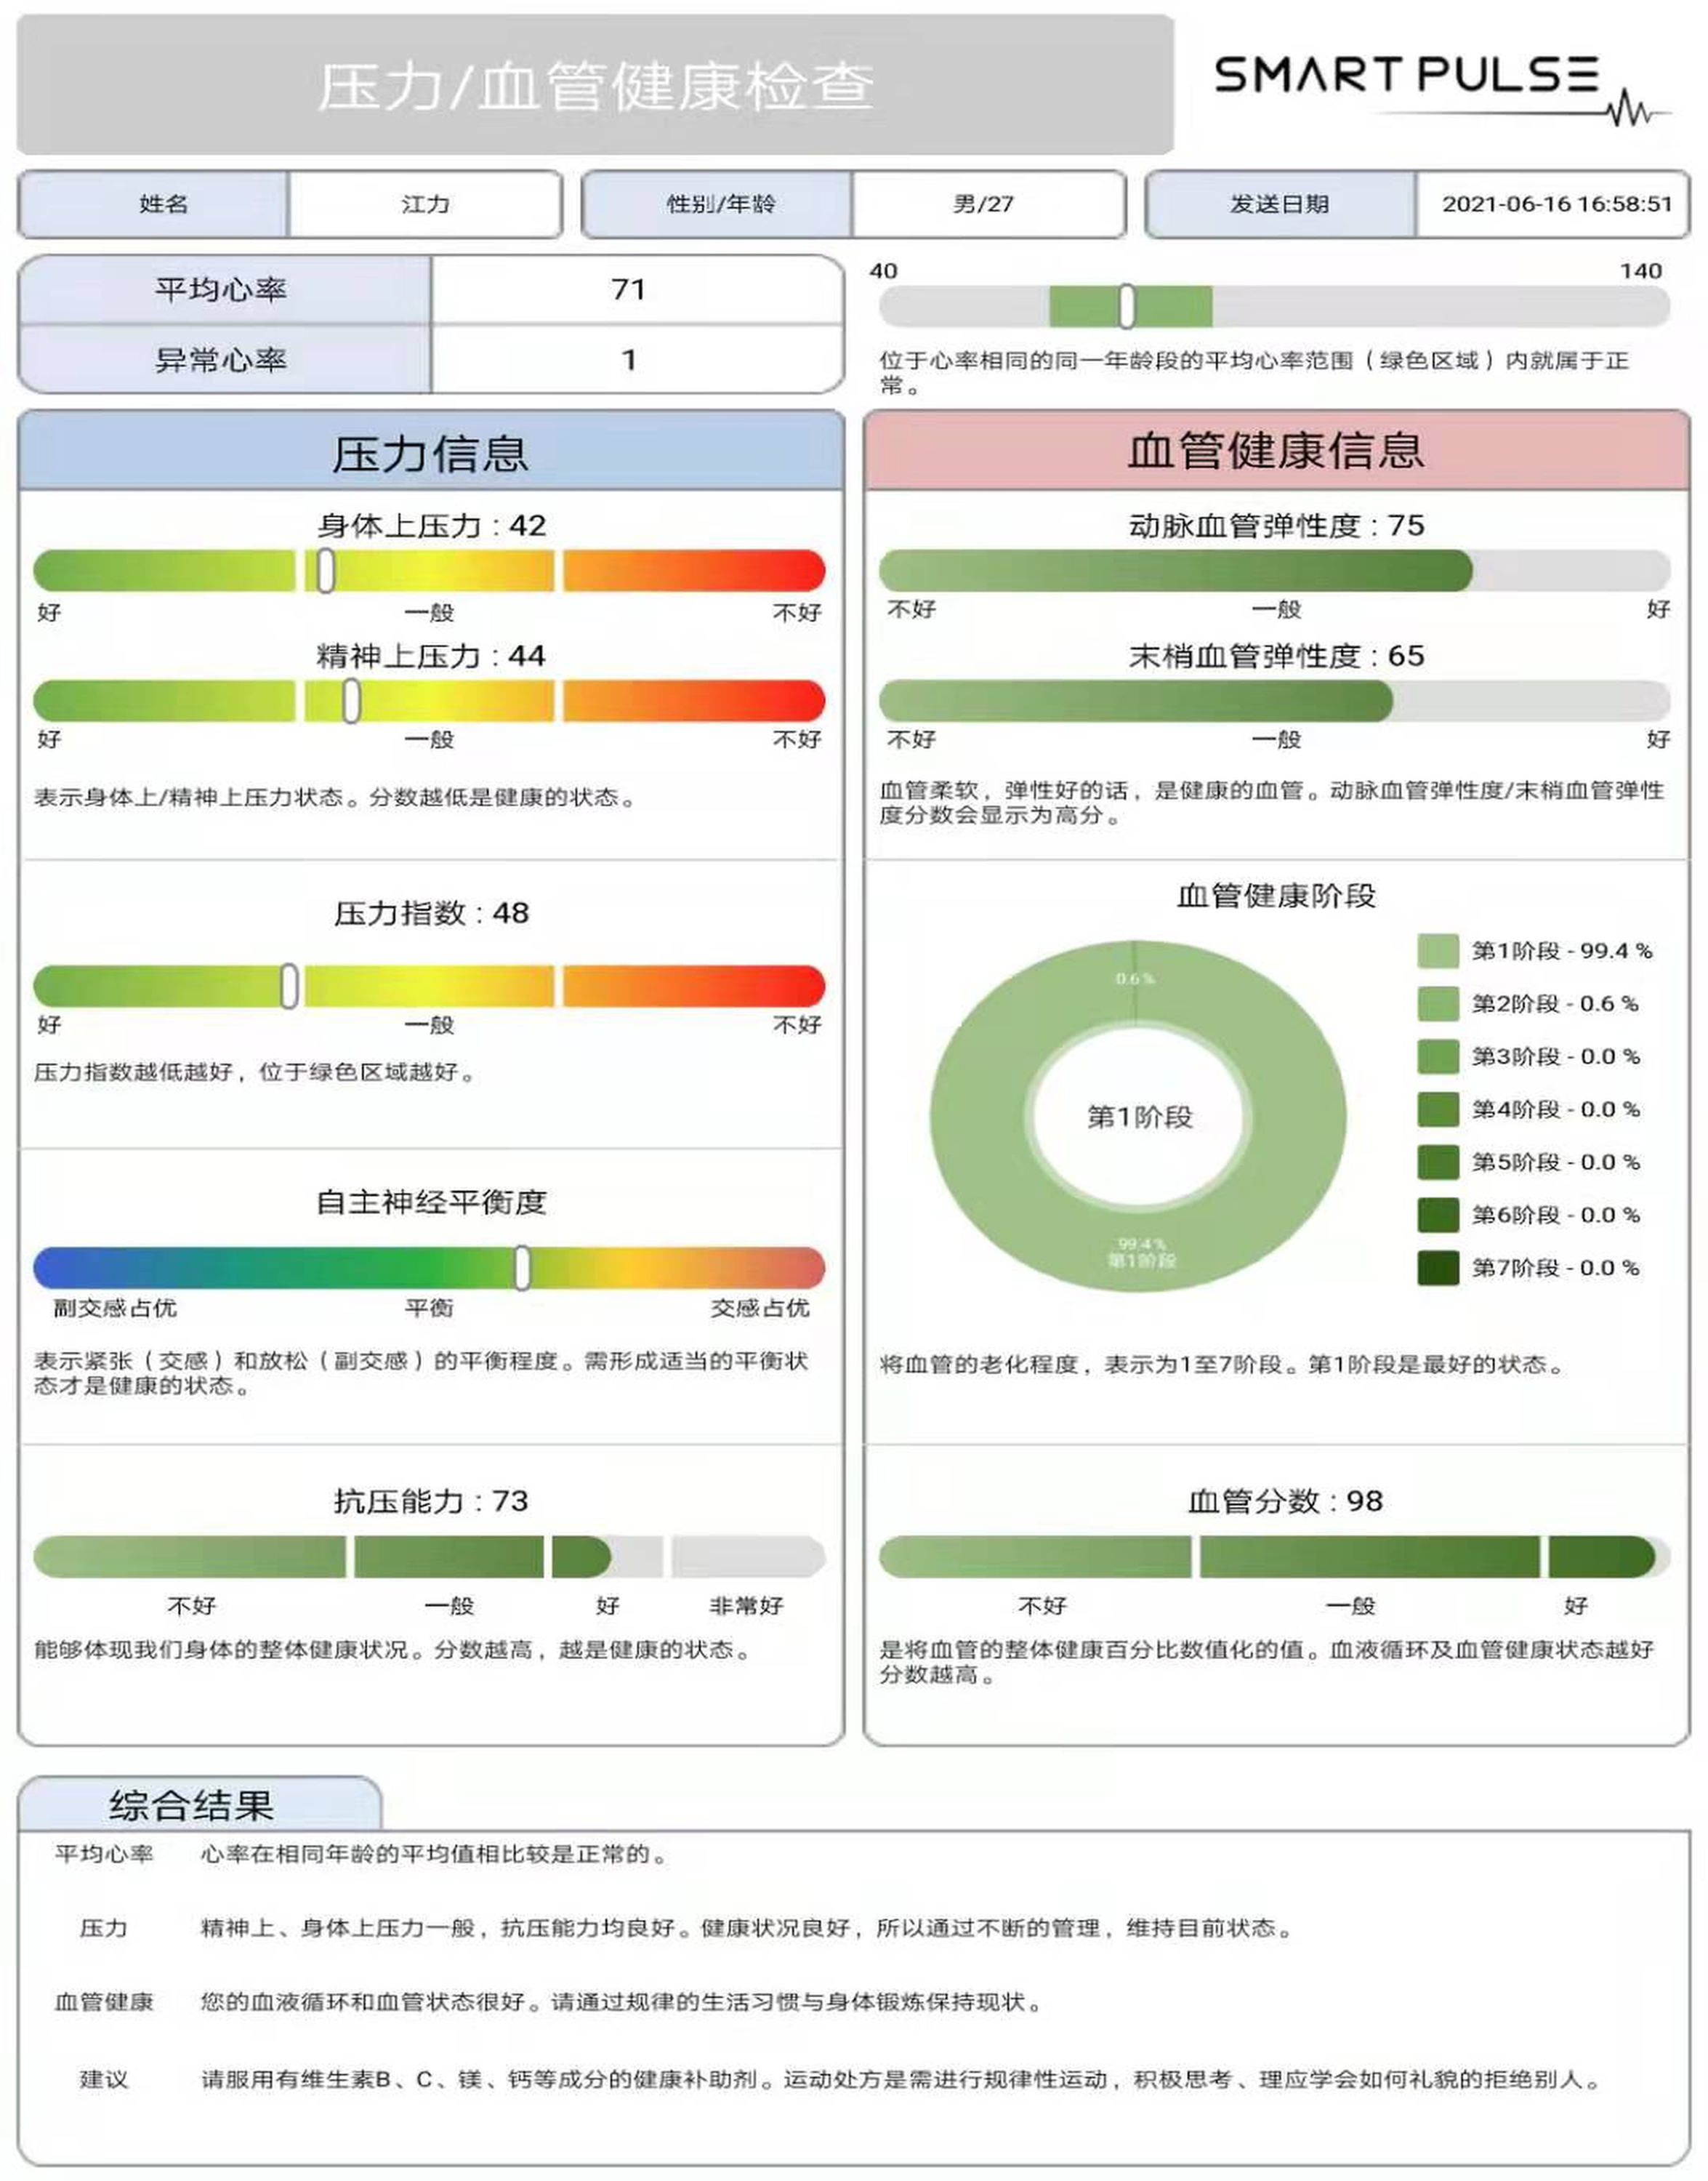 压力/血管健康检查
SMART PULSE
姓名 江力 性别/年龄 男/27 发送日期 2021-06-16 16:58:51
平均心率 71
异常心率 1
40 140
位于心率相同的同一年龄段的平均心率范围（绿色区域）内就属于正
常。
压力信息
身体上压力 : 42
好 一般 不好
精神上压力 : 44
好 一般 不好
表示身体上/精神上压力状态。分数越低是健康的状态。
压力指数 : 48
好 一般 不好
压力指数越低越好，位于绿色区域越好。
自主神经平衡度
副交感占优 平衡 交感占优
表示紧张（交感）和放松（副交感）的平衡程度。需形成适当的平衡状
态才是健康的状态。
抗压能力 : 73
不好 一般 好 非常好
能够体现我们身体的整体健康状况。分数越高，越是健康的状态。
血管健康信息
动脉血管弹性度 : 75
不好 一般 好
末梢血管弹性度 : 65
不好 一般 好
血管柔软，弹性好的话，是健康的血管。动脉血管弹性度/末梢血管弹性
度分数会显示为高分。
血管健康阶段
0.6 %
第1阶段
99.4 %
第1阶段
第1阶段 - 99.4 %
第2阶段 - 0.6 %
第3阶段 - 0.0 %
第4阶段 - 0.0 %
第5阶段 - 0.0 %
第6阶段 - 0.0 %
第7阶段 - 0.0 %
将血管的老化程度，表示为1至7阶段。第1阶段是最好的状态。
血管分数 : 98
不好 一般 好
是将血管的整体健康百分比数值化的值。血液循环及血管健康状态越好
分数越高。
综合结果
平均心率 心率在相同年龄的平均值相比较是正常的。
压力 精神上、身体上压力一般，抗压能力均良好。健康状况良好，所以通过不断的管理，维持目前状态。
血管健康 您的血液循环和血管状态很好。请通过规律的生活习惯与身体锻炼保持现状。
建议 请服用有维生素B、C、镁、钙等成分的健康补助剂。运动处方是需进行规律性运动，积极思考、理应学会如何礼貌的拒绝别人。